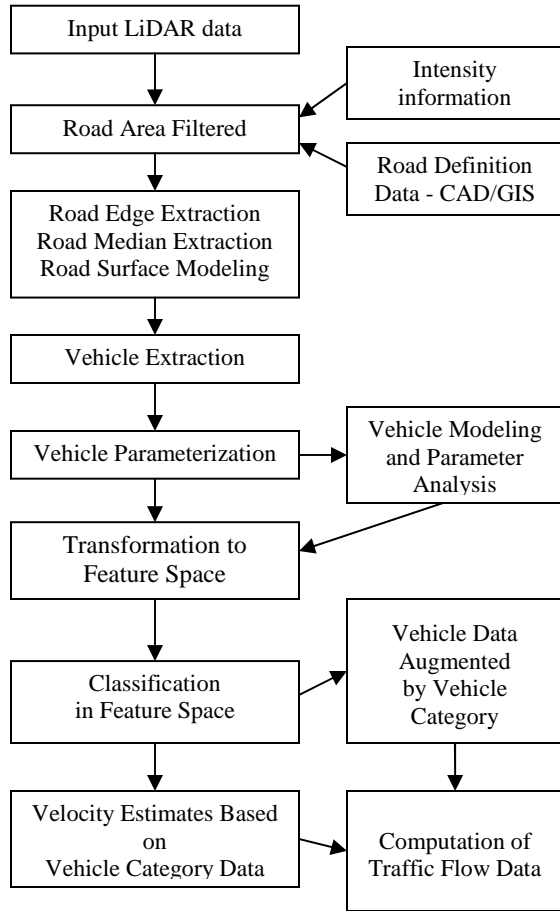 Input LiDAR data
Intensity
information
Road Area Filtered
Road Definition
Data - CAD/GIS
Road Edge Extraction
Road Median Extraction
Road Surface Modeling
Vehicle Extraction
Vehicle Parameterization
Vehicle Modeling
and Parameter
Analysis
Transformation to
Feature Space
Classification
in Feature Space
Vehicle Data
Augmented
by Vehicle
Category
Velocity Estimates Based
on
Vehicle Category Data
Computation of
Traffic Flow Data